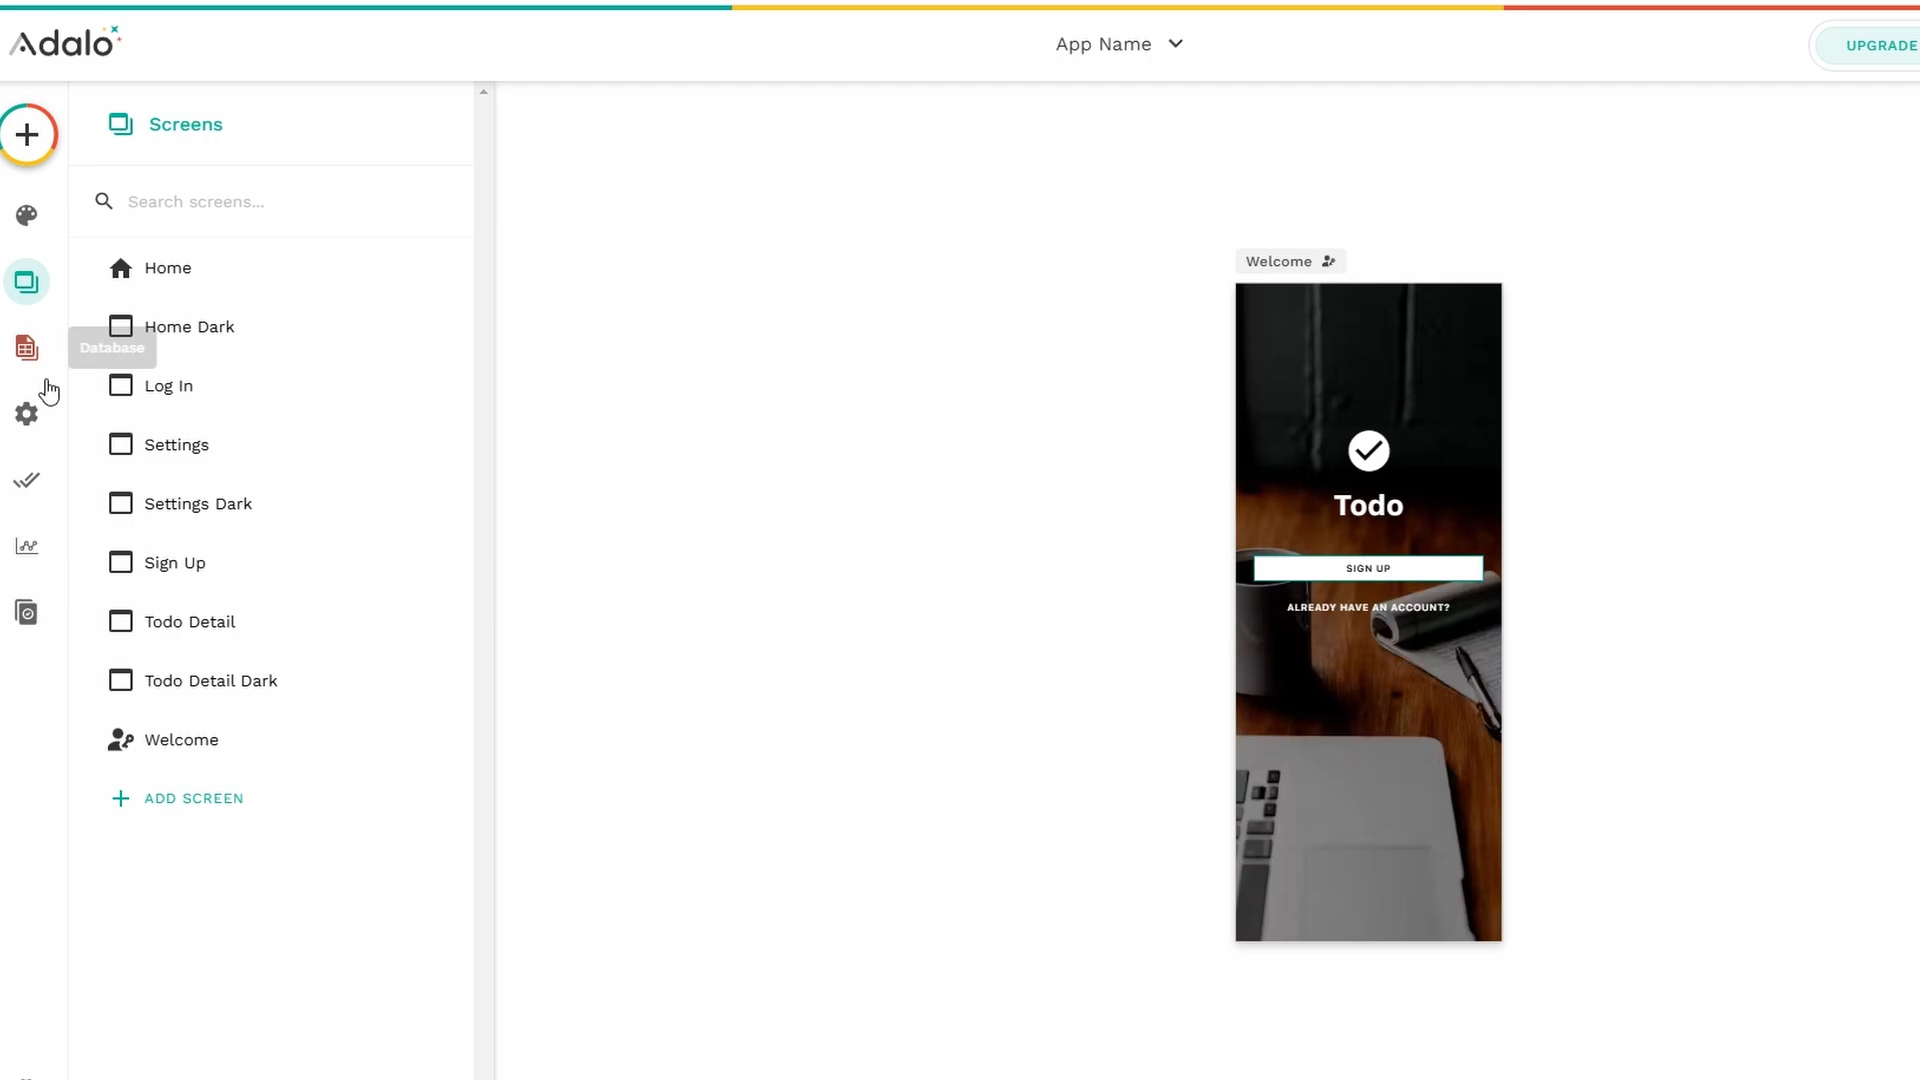 Adalo
App Name
UPGRADE
Screens
Search screens...
Home
Home Dark
Database
Log In
Settings
Settings Dark
Sign Up
Todo Detail
Todo Detail Dark
Welcome
ADD SCREEN
Welcome
Todo
SIGN UP
ALREADY HAVE AN ACCOUNT?